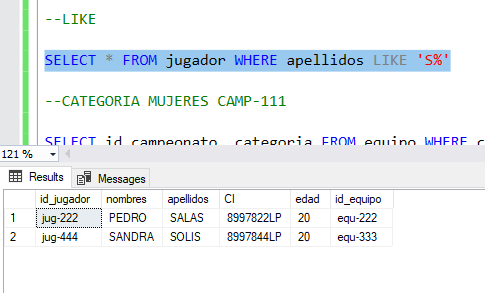 --LIKE
SELECT * FROM jugador WHERE apellidos LIKE 'S%'
--CATEGORIA MUJERES CAMP-111
SELECT id_campeonato, categoria FROM equipo WHERE c
121 %
Results Messages
id_jugador nombres apellidos CI edad id_equipo
1 jug-222 PEDRO SALAS 8997822LP 20 equ-222
2 jug-444 SANDRA SOLIS 8997844LP 20 equ-333